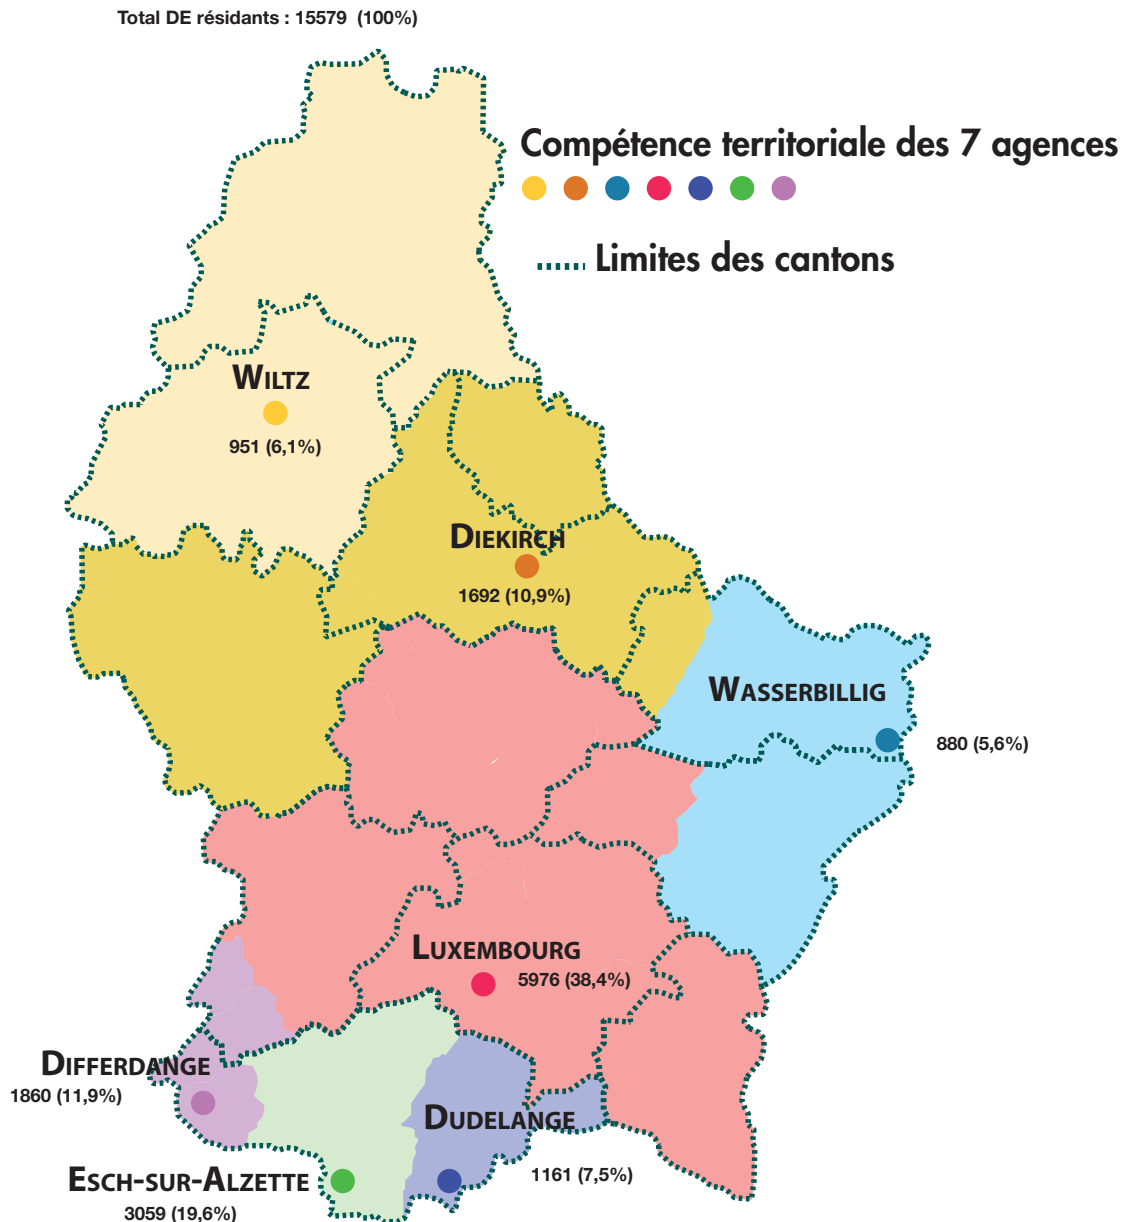 Total DE résidants : 15579 (100%)
Compétence territoriale des 7 agences
Limites des cantons
WILTZ
951 (6,1%)
DIEKIRCH
1692 (10,9%)
WASSERBILLIG
880 (5,6%)
LUXEMBOURG
5976 (38,4%)
DIFFERDANGE
1860 (11,9%)
DUDELANGE
1161 (7,5%)
ESCH-SUR-ALZETTE
3059 (19,6%)